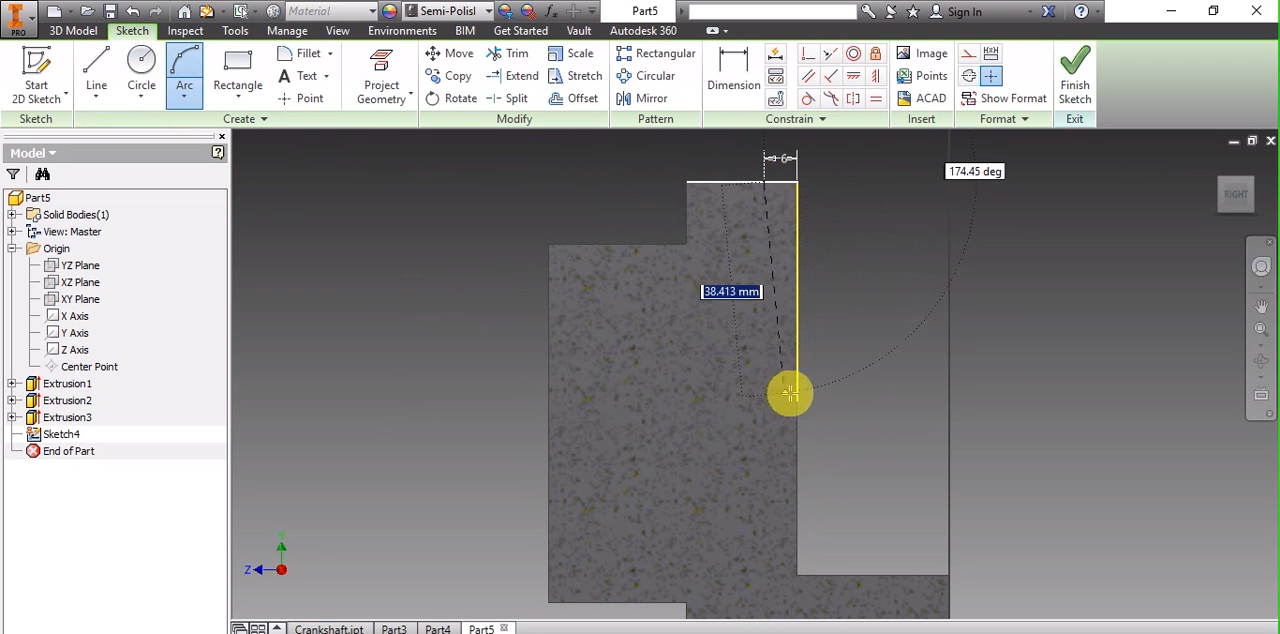 Material
Semi-Polisl
Part5
Sign In
PRO
3D Model
Sketch
Inspect
Tools
Manage
View
Environments
BIM
Get Started
Vault
Autodesk 360
Start
2D Sketch
Line
Circle
Arc
Rectangle
Fillet
Text
Point
Project
Geometry
Move
Copy
Rotate
Trim
Extend
Split
Scale
Stretch
Offset
Rectangular
Circular
Mirror
Dimension
Image
Points
ACAD
Show Format
Finish
Sketch
Sketch
Create
Modify
Pattern
Constrain
Insert
Format
Exit
Model
Part5
Solid Bodies(1)
View: Master
Origin
YZ Plane
XZ Plane
XY Plane
X Axis
Y Axis
Z Axis
Center Point
Extrusion1
Extrusion2
Extrusion3
Sketch4
End of Part
6
174.45 deg
38.413 mm
RIGHT
Y
Z
Crankshaft.ipt
Part3
Part4
Part5